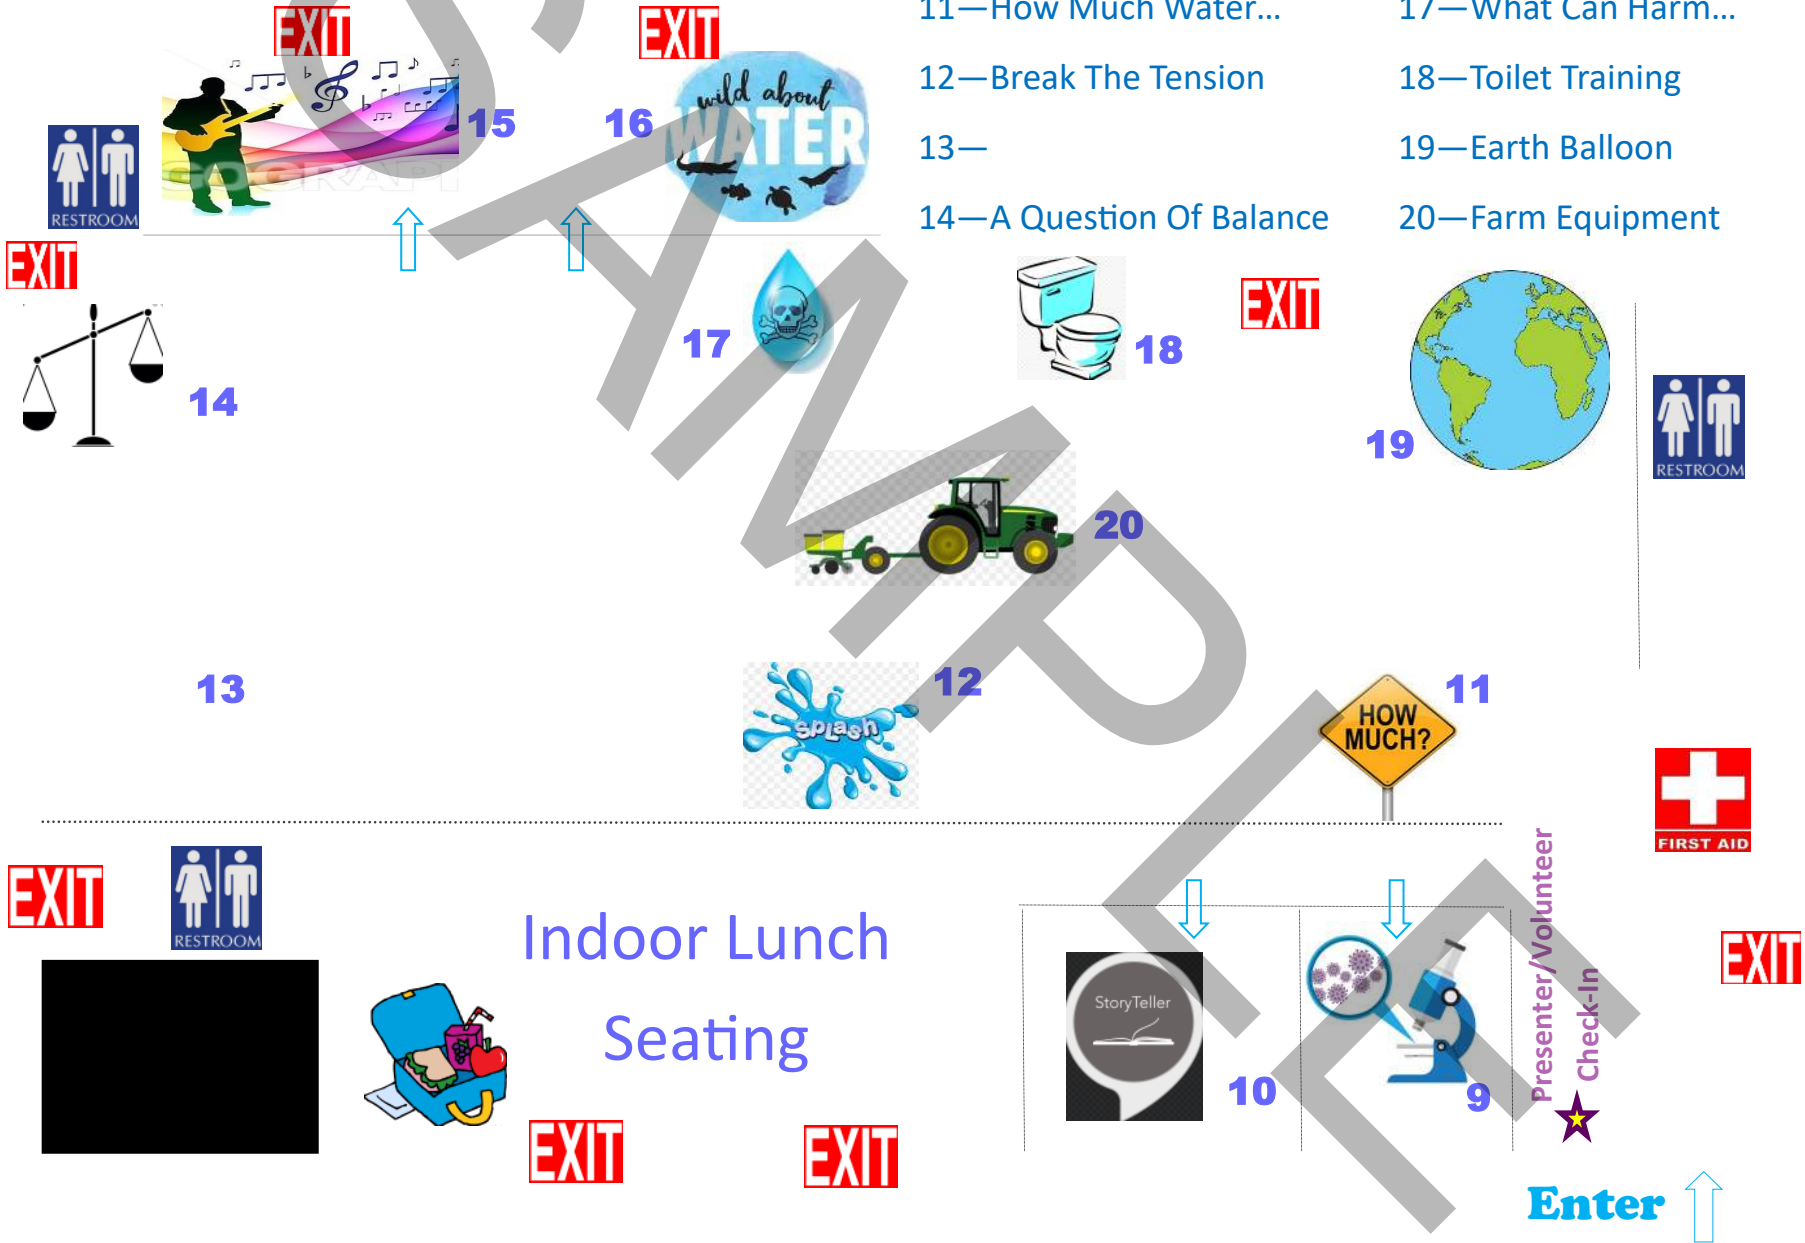 EXIT
EXIT
11—How Much Water...
17—What Can Harm...
12—Break The Tension
18—Toilet Training
13—
19—Earth Balloon
14—A Question Of Balance
20—Farm Equipment
RESTROOM
15
16
wild about
WATER
EXIT
14
17
18
EXIT
19
RESTROOM
20
13
12
SPLASH
11
HOW
MUCH?
FIRST AID
EXIT
RESTROOM
Indoor Lunch
Seating
EXIT
EXIT
StoryTeller
10
9
Presenter/Volunteer
Check-In
EXIT
Enter
SAMPLE